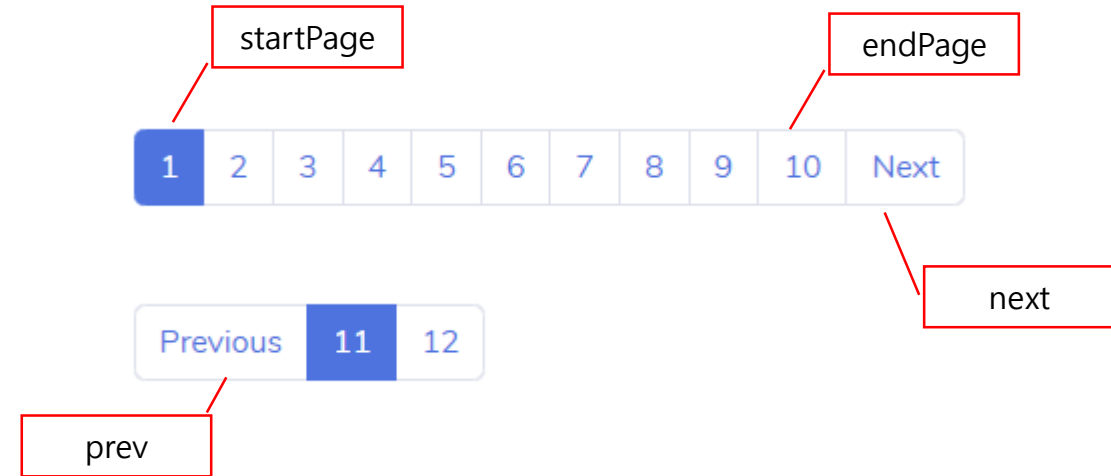 startPage
endPage
1 2 3 4 5 6 7 8 9 10 Next
next
Previous 11 12
prev